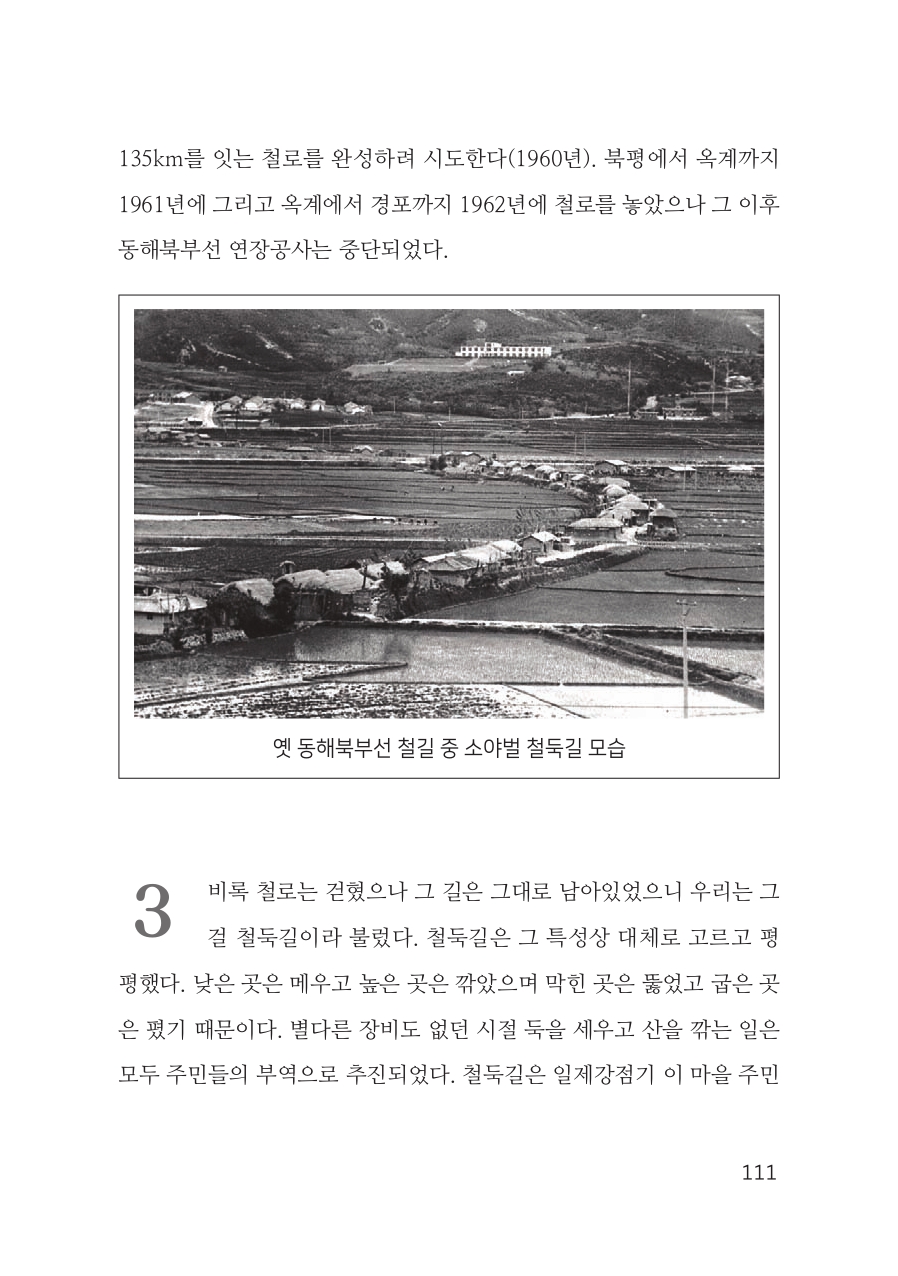 135km를 잇는 철로를 완성하려 시도한다(1960년). 북평에서 옥계까지
1961년에 그리고 옥계에서 경포까지 1962년에 철로를 놓았으나 그 이후
동해북부선 연장공사는 중단되었다.
옛 동해북부선 철길 중 소야벌 철둑길 모습
3
비록 철로는 걷혔으나 그 길은 그대로 남아있었으니 우리는 그
걸 철둑길이라 불렀다. 철둑길은 그 특성상 대체로 고르고 평
평했다. 낮은 곳은 메우고 높은 곳은 깎았으며 막힌 곳은 뚫었고 굽은 곳
은 폈기 때문이다. 별다른 장비도 없던 시절 둑을 세우고 산을 깎는 일은
모두 주민들의 부역으로 추진되었다. 철둑길은 일제강점기 이 마을 주민
111